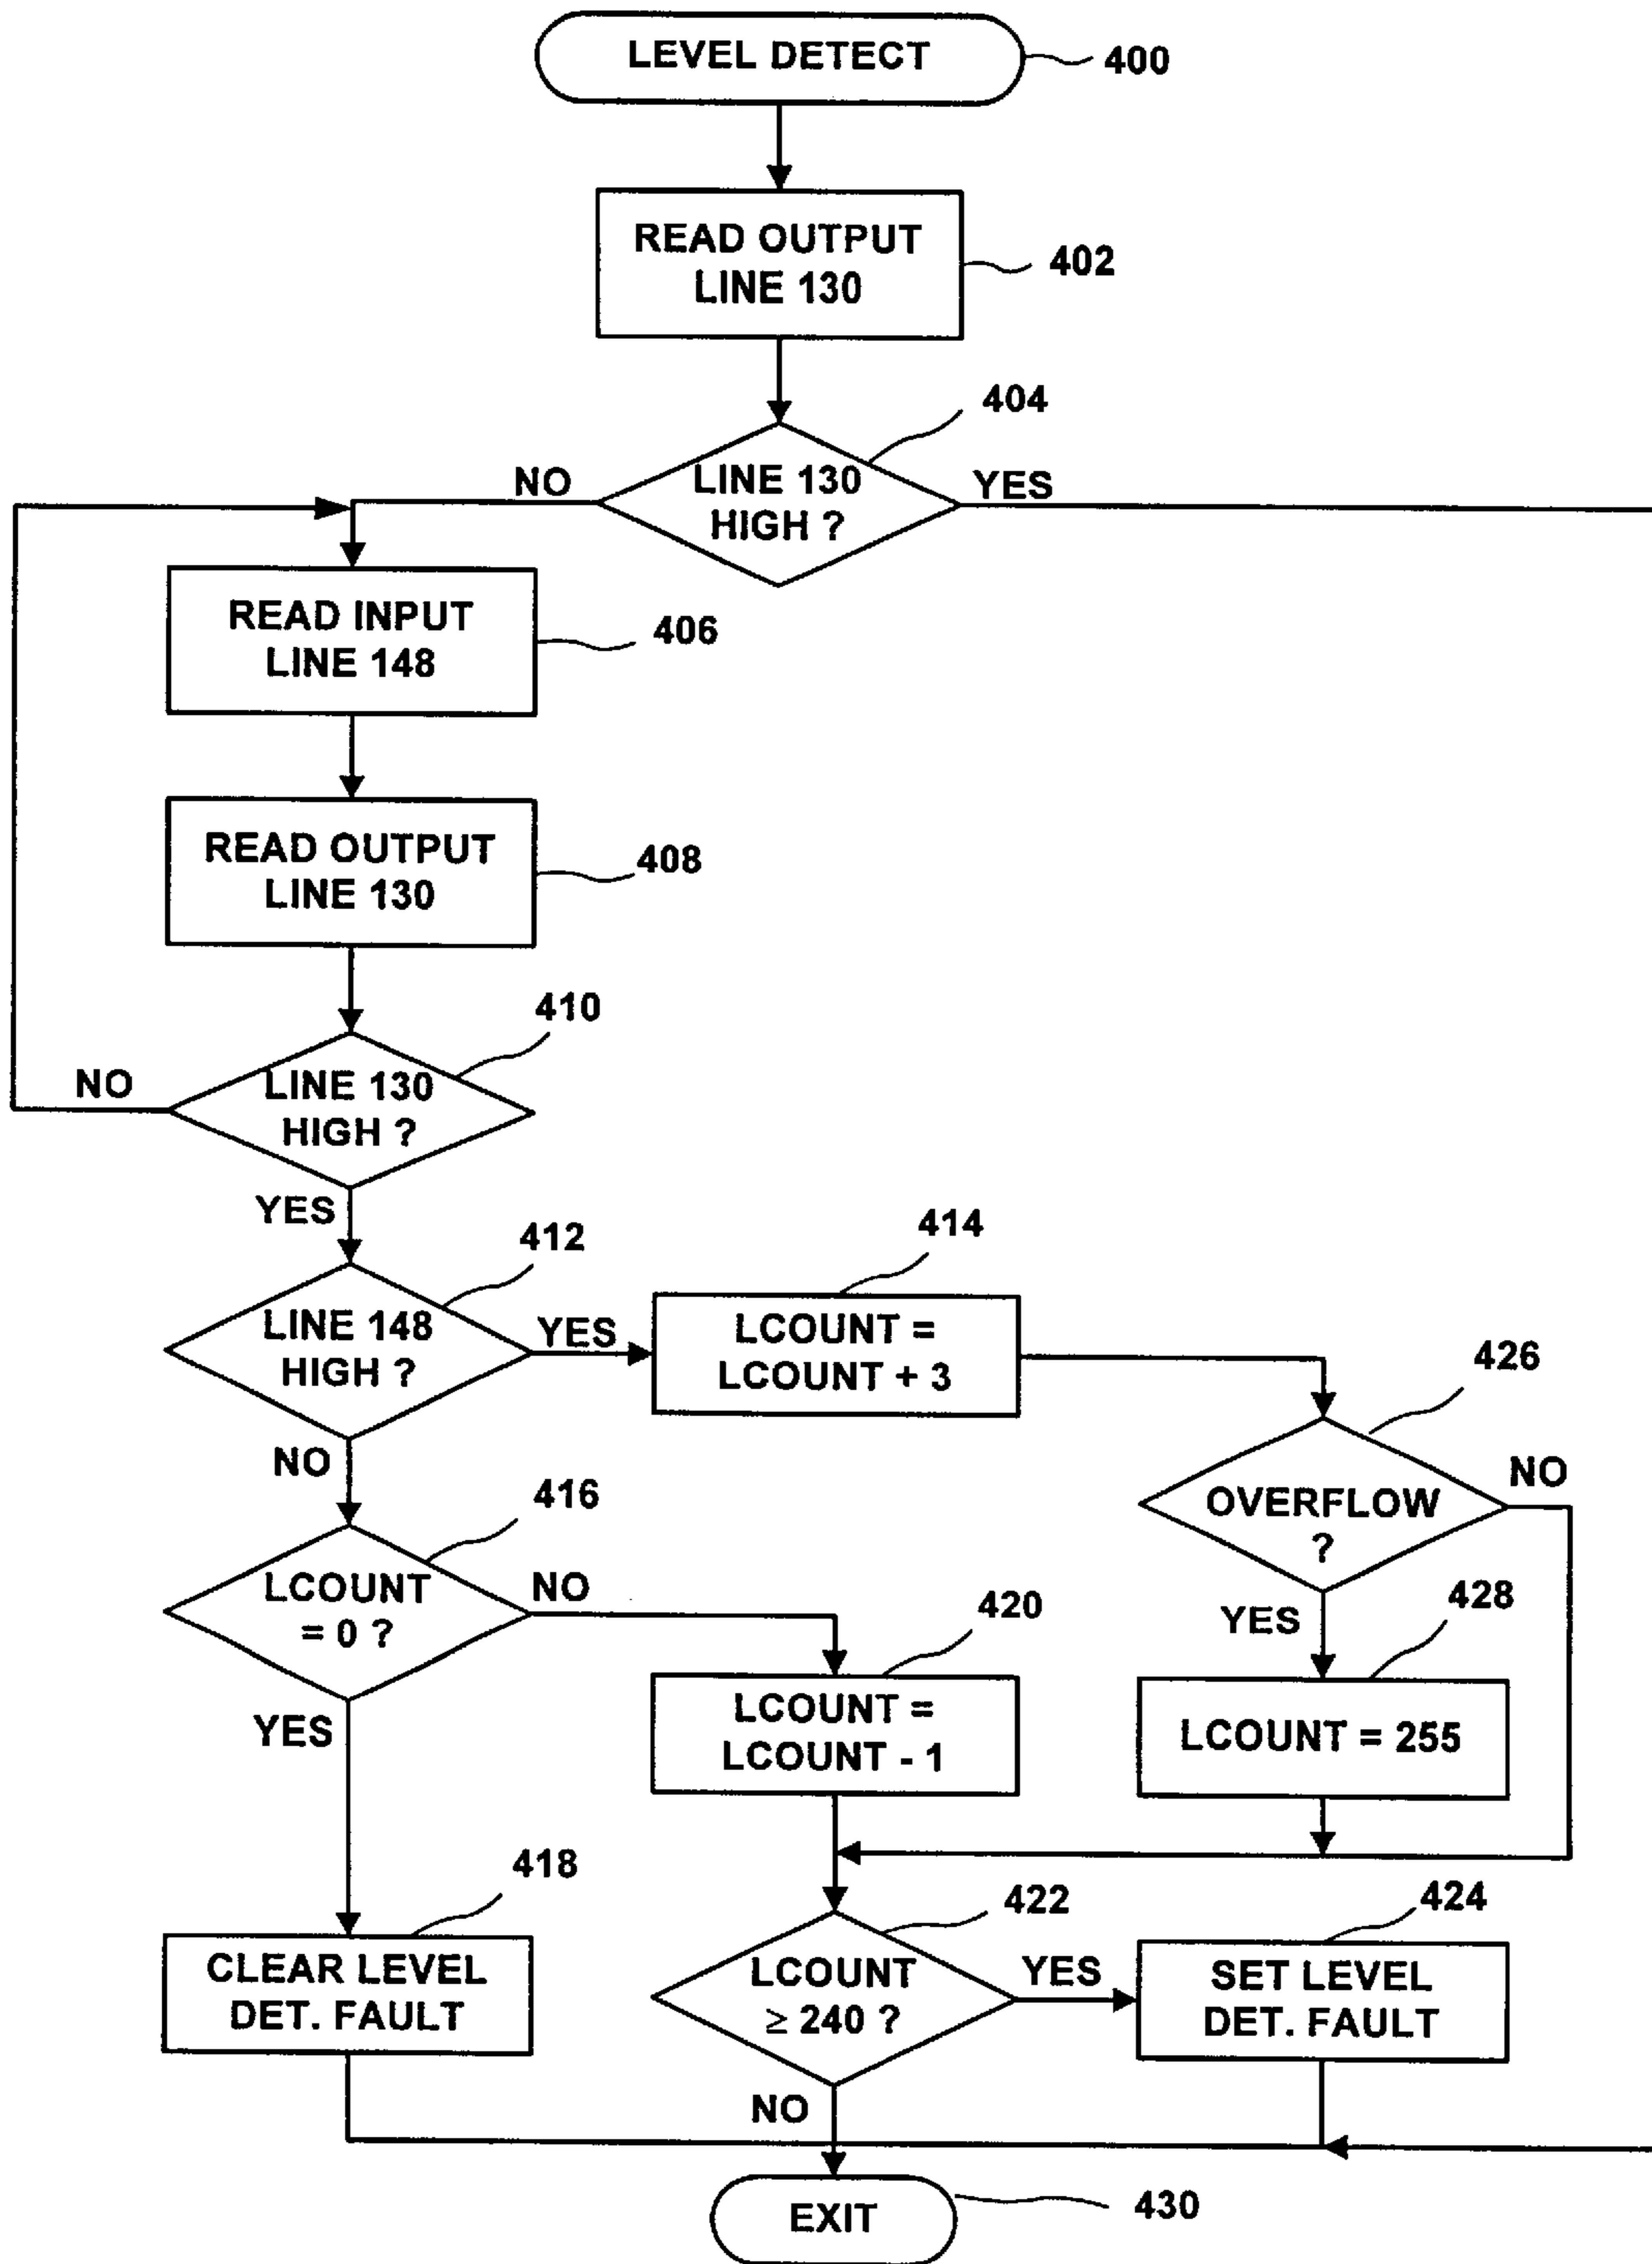 LEVEL DETECT
400
READ OUTPUT
LINE 130
402
404
LINE 130
HIGH ?
NO
YES
READ INPUT
LINE 148
406
READ OUTPUT
LINE 130
408
410
LINE 130
HIGH ?
NO
YES
412
LINE 148
HIGH ?
YES
NO
414
LCOUNT =
LCOUNT + 3
426
OVERFLOW
?
NO
YES
416
LCOUNT
= 0 ?
NO
YES
420
LCOUNT =
LCOUNT - 1
428
LCOUNT = 255
418
CLEAR LEVEL
DET. FAULT
422
LCOUNT
≥ 240 ?
YES
NO
424
SET LEVEL
DET. FAULT
EXIT
430